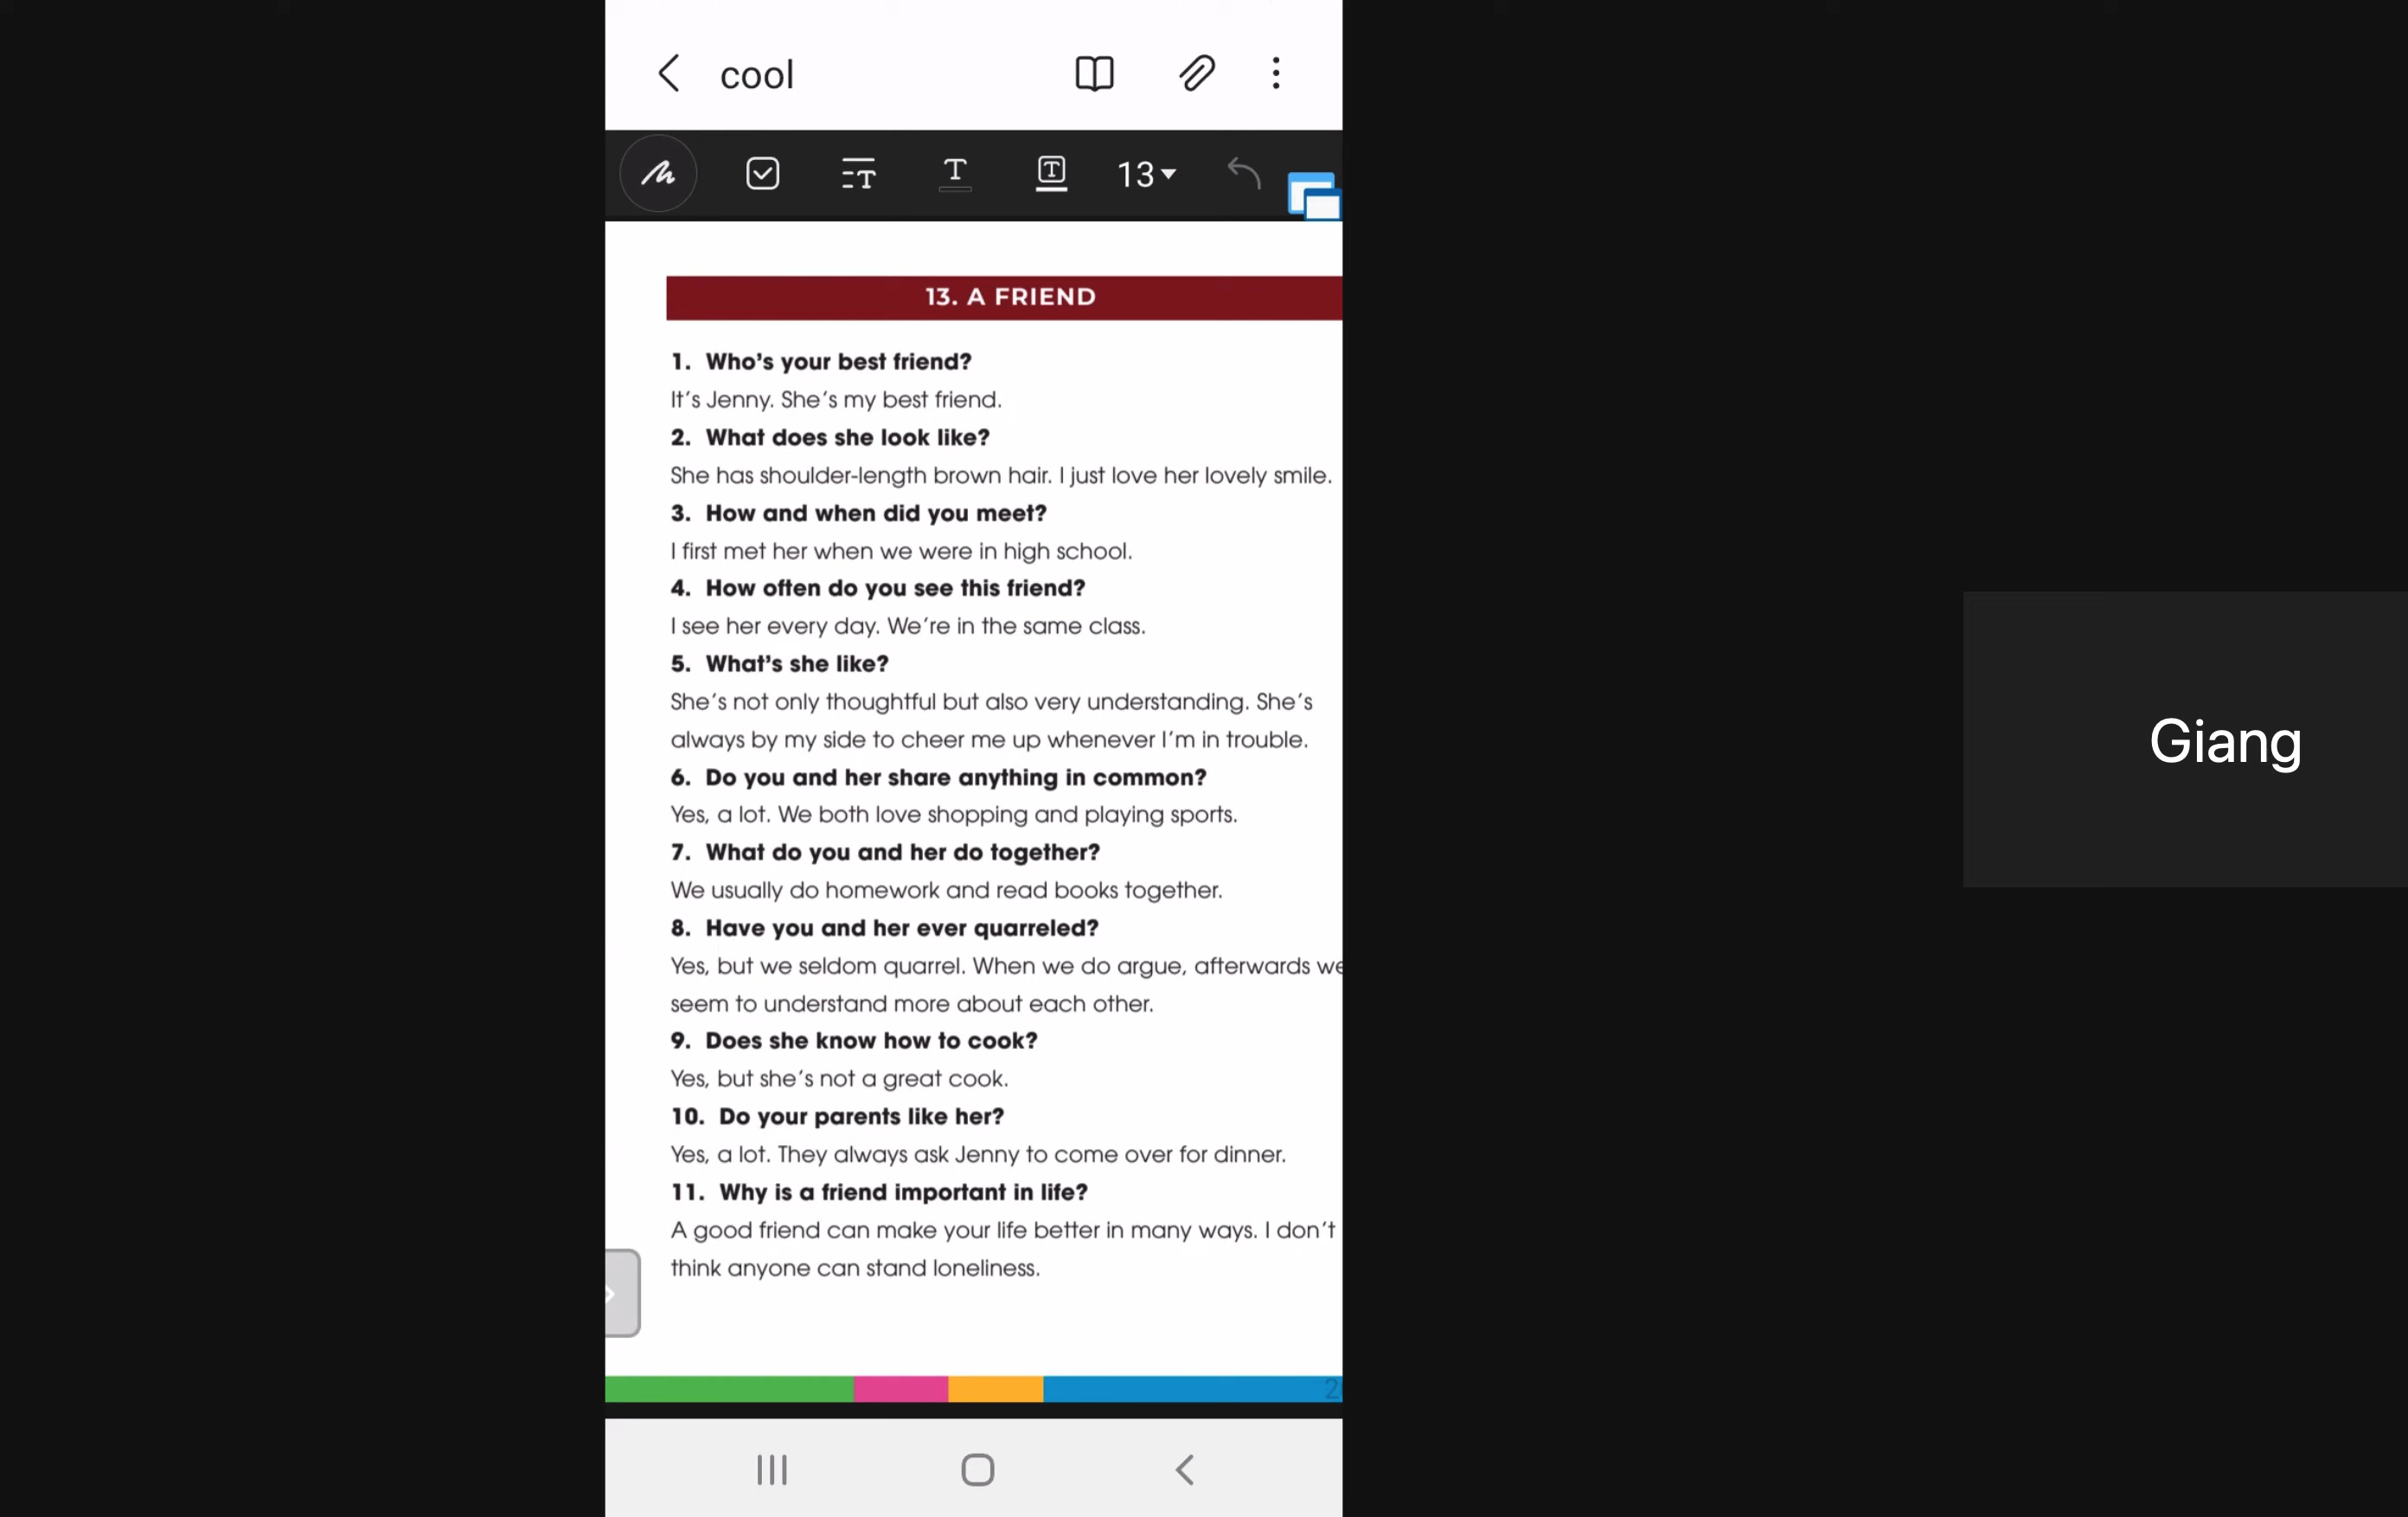 cool
13
13. A FRIEND
1. Who's your best friend?
It's Jenny. She's my best friend.
2. What does she look like?
She has shoulder-length brown hair. I just love her lovely smile.
3. How and when did you meet?
I first met her when we were in high school.
4. How often do you see this friend?
I see her every day. We're in the same class.
5. What's she like?
She's not only thoughtful but also very understanding. She's
always by my side to cheer me up whenever I'm in trouble.
6. Do you and her share anything in common?
Yes, a lot. We both love shopping and playing sports.
7. What do you and her do together?
We usually do homework and read books together.
8. Have you and her ever quarreled?
Yes, but we seldom quarrel. When we do argue, afterwards we
seem to understand more about each other.
9. Does she know how to cook?
Yes, but she's not a great cook.
10. Do your parents like her?
Yes, a lot. They always ask Jenny to come over for dinner.
11. Why is a friend important in life?
A good friend can make your life better in many ways. I don't
think anyone can stand loneliness.
Giang